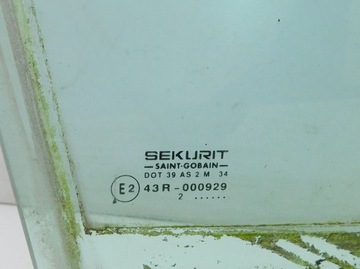 SEKURIT
SAINT-GOBAIN
DOT 39 AS 2 M 34
E2 43R-000929
2 ......